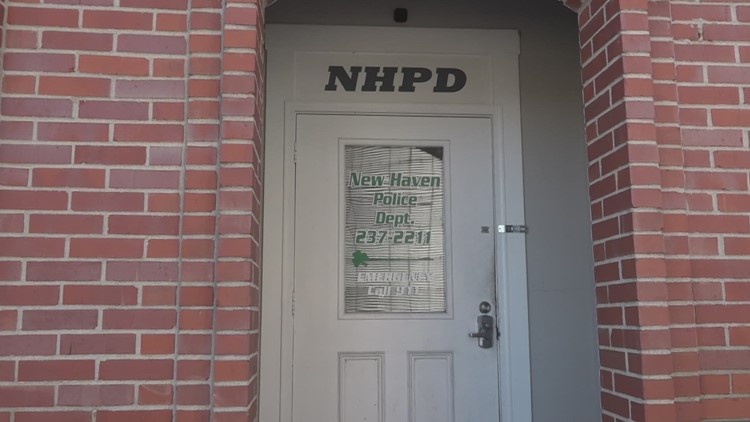 NHPD
New Haven
Police
Dept.
237-2211
EMERGENCY
Call 911